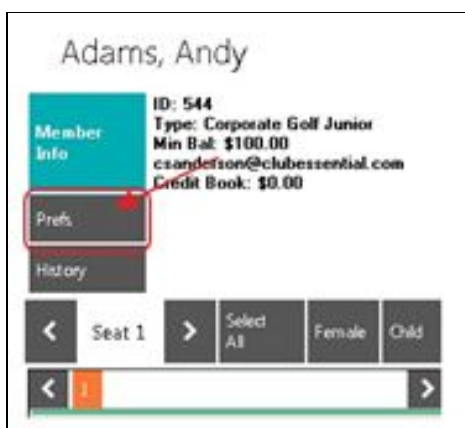 Adams, Andy
Member
Info
ID: 544
Type: Corporate Golf Junior
Min Bal: $100.00
csanderson@clubessential.com
Credit Book: $0.00
Prefs
History
< Seat 1 > Select All Female Child
< 1 >